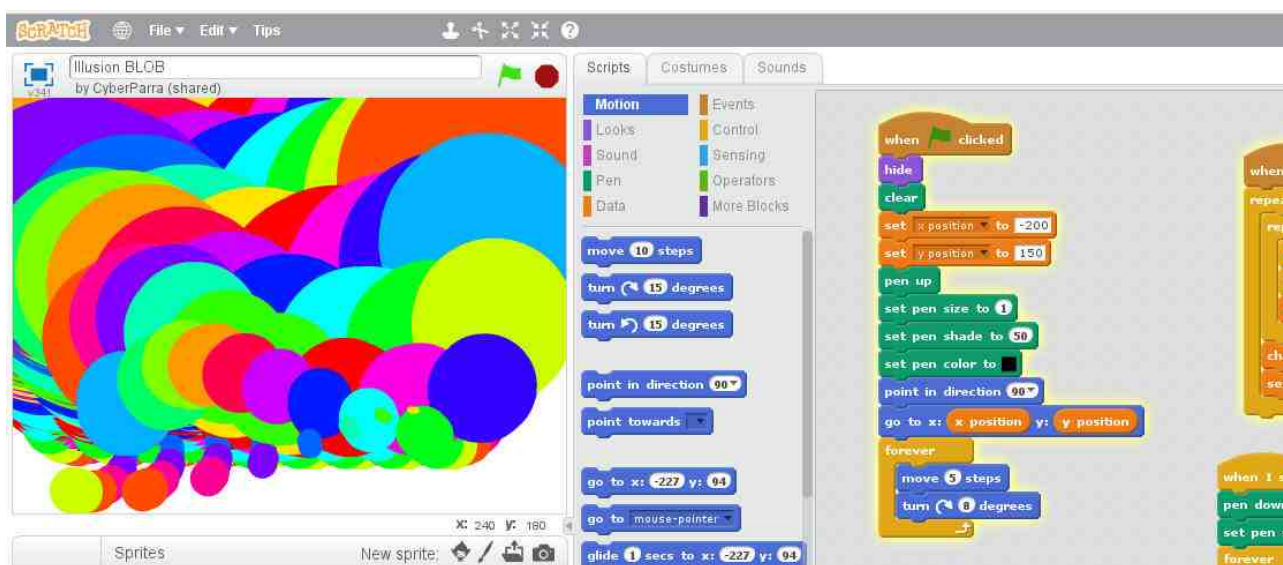 SCRATCH File Edit Tips
Illusion BLOB
by CyberParra (shared)
v341
X: 240 Y: 180
Sprites New sprite:
Scripts Costumes Sounds
Motion Events
Looks Control
Sound Sensing
Pen Operators
Data More Blocks
move 10 steps
turn 15 degrees
turn 15 degrees
point in direction 90
point towards
go to x: -227 y: 94
go to mouse-pointer
glide 1 secs to x: -227 y: 94
when clicked
hide
clear
set x position to -200
set y position to 150
pen up
set pen size to 1
set pen shade to 50
set pen color to
point in direction 90
go to x: x position y: y position
forever
move 5 steps
turn 0 degrees
when
repea
rep
cha
se
when I s
pen down
set pen
forever